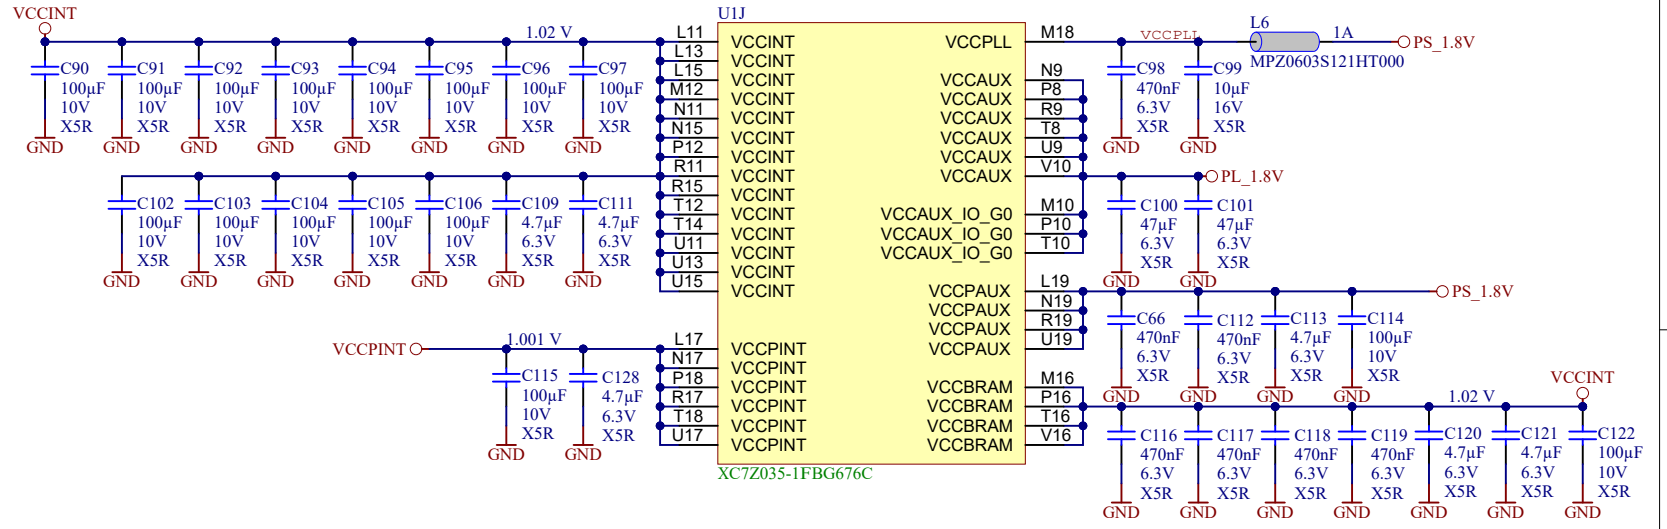 VCCINT
1.02 V
C90
100µF
10V
X5R
GND
C91
100µF
10V
X5R
GND
C92
100µF
10V
X5R
GND
C93
100µF
10V
X5R
GND
C94
100µF
10V
X5R
GND
C95
100µF
10V
X5R
GND
C96
100µF
10V
X5R
GND
C97
100µF
10V
X5R
GND
C102
100µF
10V
X5R
GND
C103
100µF
10V
X5R
GND
C104
100µF
10V
X5R
GND
C105
100µF
10V
X5R
GND
C106
100µF
10V
X5R
GND
C109
4.7µF
6.3V
X5R
GND
C111
4.7µF
6.3V
X5R
GND
VCCPINT
1.001 V
C115
100µF
10V
X5R
GND
C128
4.7µF
6.3V
X5R
GND
U1J
L11 VCCINT
L13 VCCINT
L15 VCCINT
M12 VCCINT
N11 VCCINT
N15 VCCINT
P12 VCCINT
R11 VCCINT
R15 VCCINT
T12 VCCINT
T14 VCCINT
U11 VCCINT
U13 VCCINT
U15 VCCINT
L17 VCCPINT
N17 VCCPINT
P18 VCCPINT
R17 VCCPINT
T18 VCCPINT
U17 VCCPINT
VCCPLL M18
VCCAUX N9
VCCAUX P8
VCCAUX R9
VCCAUX T8
VCCAUX U9
VCCAUX V10
VCCAUX_IO_G0 M10
VCCAUX_IO_G0 P10
VCCAUX_IO_G0 T10
VCCPAUX L19
VCCPAUX N19
VCCPAUX R19
VCCPAUX U19
VCCBRAM M16
VCCBRAM P16
VCCBRAM T16
VCCBRAM V16
XC7Z035-1FBG676C
VCCPLL
L6
1A
MPZ0603S121HT000
PS_1.8V
C98
470nF
6.3V
X5R
GND
C99
10µF
16V
X5R
GND
PL_1.8V
C100
47µF
6.3V
X5R
GND
C101
47µF
6.3V
X5R
GND
PS_1.8V
C66
470nF
6.3V
X5R
GND
C112
470nF
6.3V
X5R
GND
C113
4.7µF
6.3V
X5R
GND
C114
100µF
10V
X5R
GND
VCCINT
1.02 V
C116
470nF
6.3V
X5R
GND
C117
470nF
6.3V
X5R
GND
C118
470nF
6.3V
X5R
GND
C119
470nF
6.3V
X5R
GND
C120
4.7µF
6.3V
X5R
GND
C121
4.7µF
6.3V
X5R
GND
C122
100µF
10V
X5R
GND